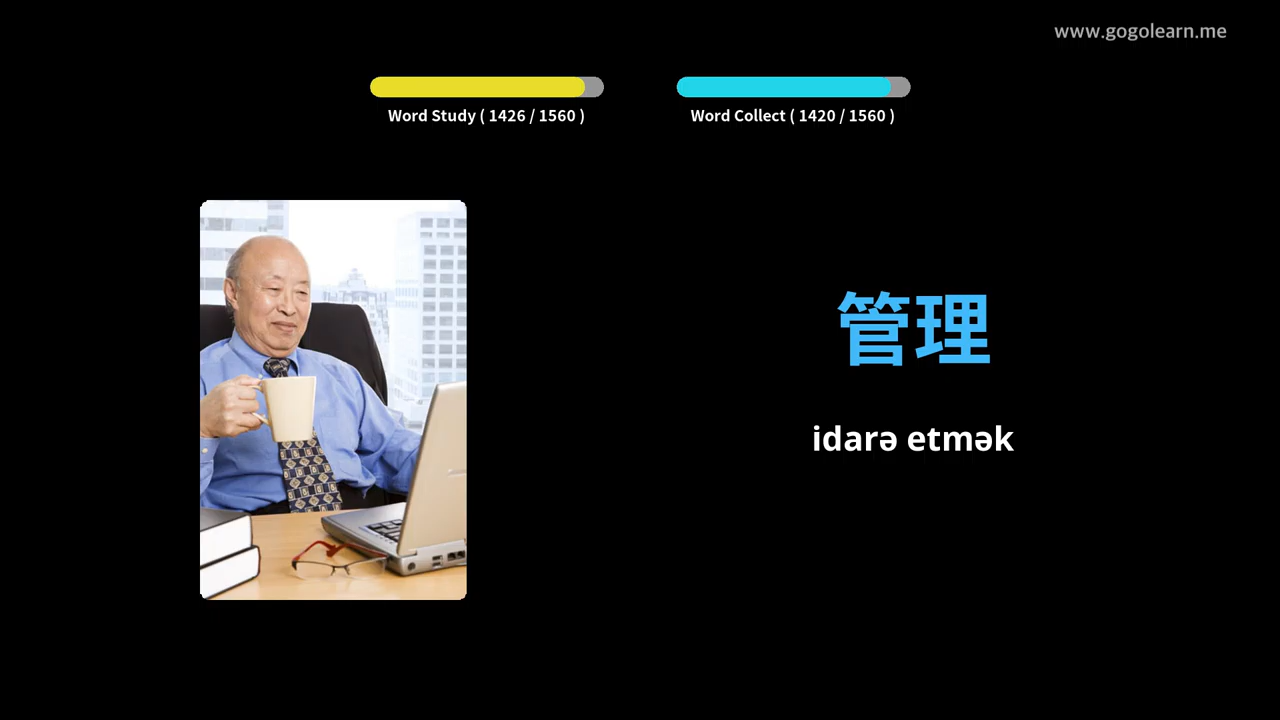 www.gogolearn.me
Word Study ( 1426 / 1560 )
Word Collect ( 1420 / 1560 )
管理
idarə etmək